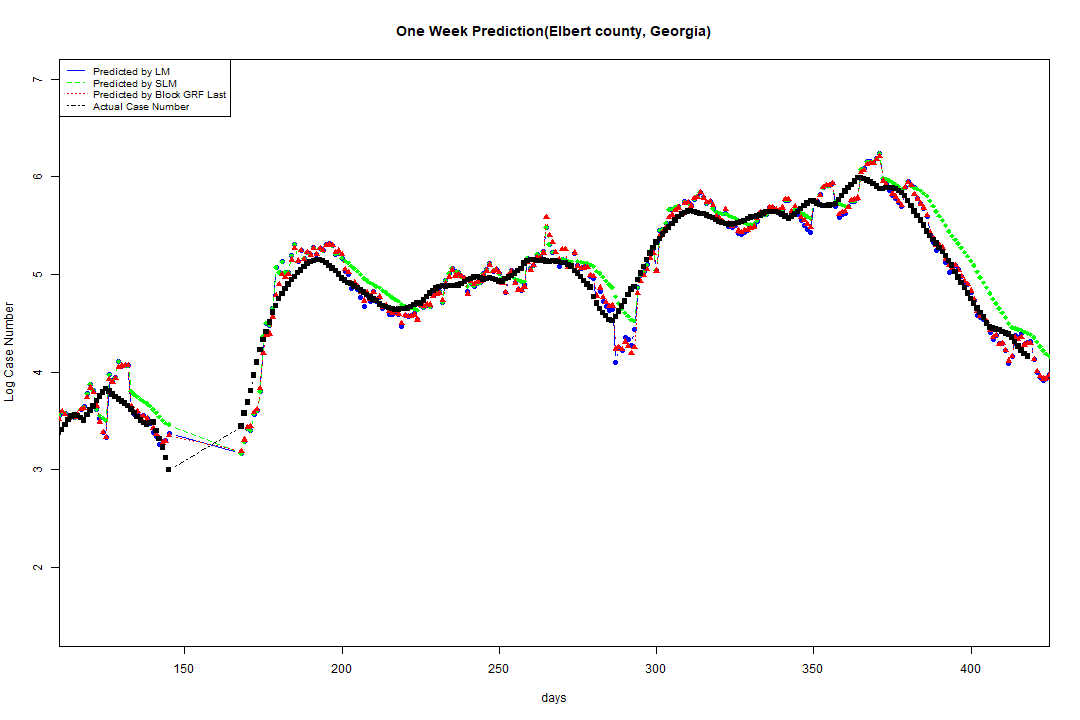 One Week Prediction(Elbert county, Georgia)
Predicted by LM
Predicted by SLM
Predicted by Block GRF Last
Actual Case Number
7
6
5
4
3
2
Log Case Number
150 200 250 300 350 400
days